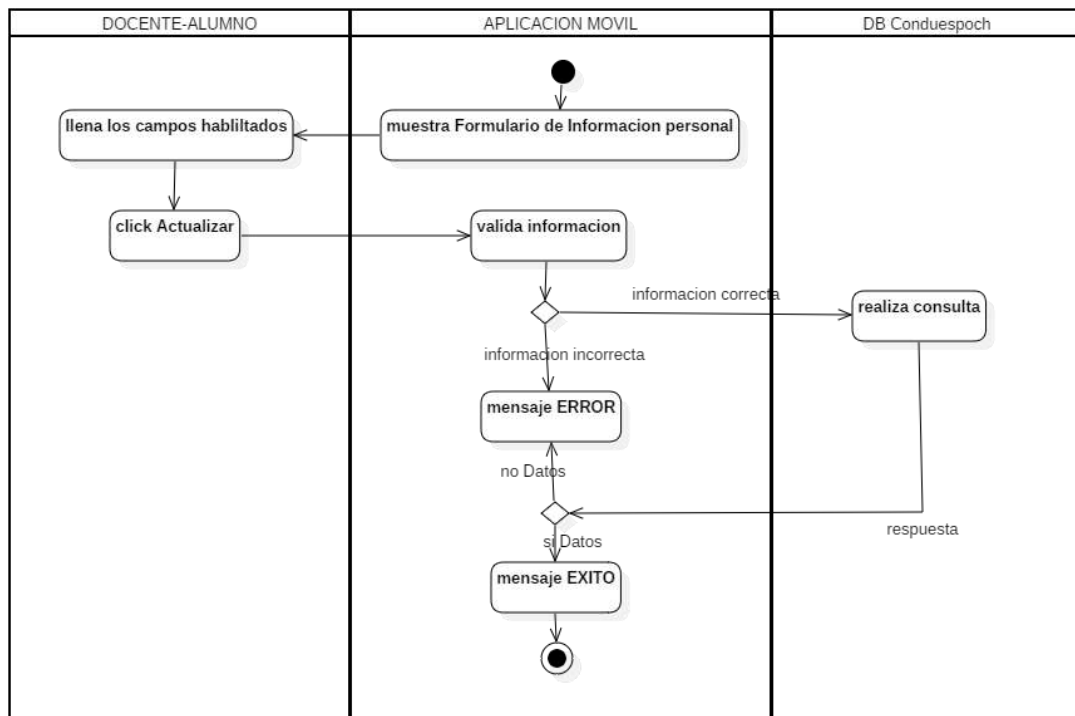 DOCENTE-ALUMNO
APLICACION MOVIL
DB Conduespoch
llena los campos habliltados
muestra Formulario de Informacion personal
click Actualizar
valida informacion
informacion correcta
realiza consulta
informacion incorrecta
mensaje ERROR
no Datos
respuesta
si Datos
mensaje EXITO